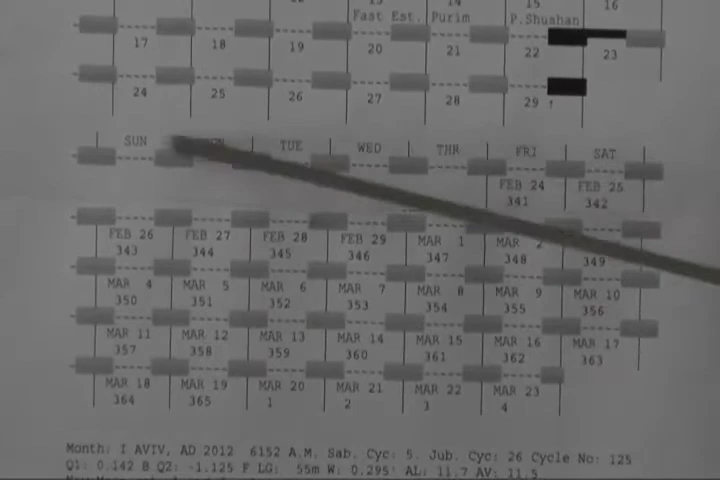 14 15 16
Fast Est. Purim P.Shushan
17 18 19 20 21 22 23
24 25 26 27 28 29 ↑
SUN TUE WED THR FRI SAT
FEB 24 FEB 25
341 342
FEB 26 FEB 27 FEB 28 FEB 29 MAR 1 MAR 2
343 344 345 346 347 348 349
MAR 4 MAR 5 MAR 6 MAR 7 MAR 8 MAR 9 MAR 10
350 351 352 353 354 355 356
MAR 11 MAR 12 MAR 13 MAR 14 MAR 15 MAR 16 MAR 17
357 358 359 360 361 362 363
MAR 18 MAR 19 MAR 20 MAR 21 MAR 22 MAR 23
364 365 1 2 3 4
Month: I AVIV, AD 2012 6152 A.M. Sab. Cyc: 5. Jub. Cyc: 26 Cycle No: 125
Q1: 0.142 B Q2: -1.125 F LG: 55m W: 0.295' AL: 11.7 AV: 11.5